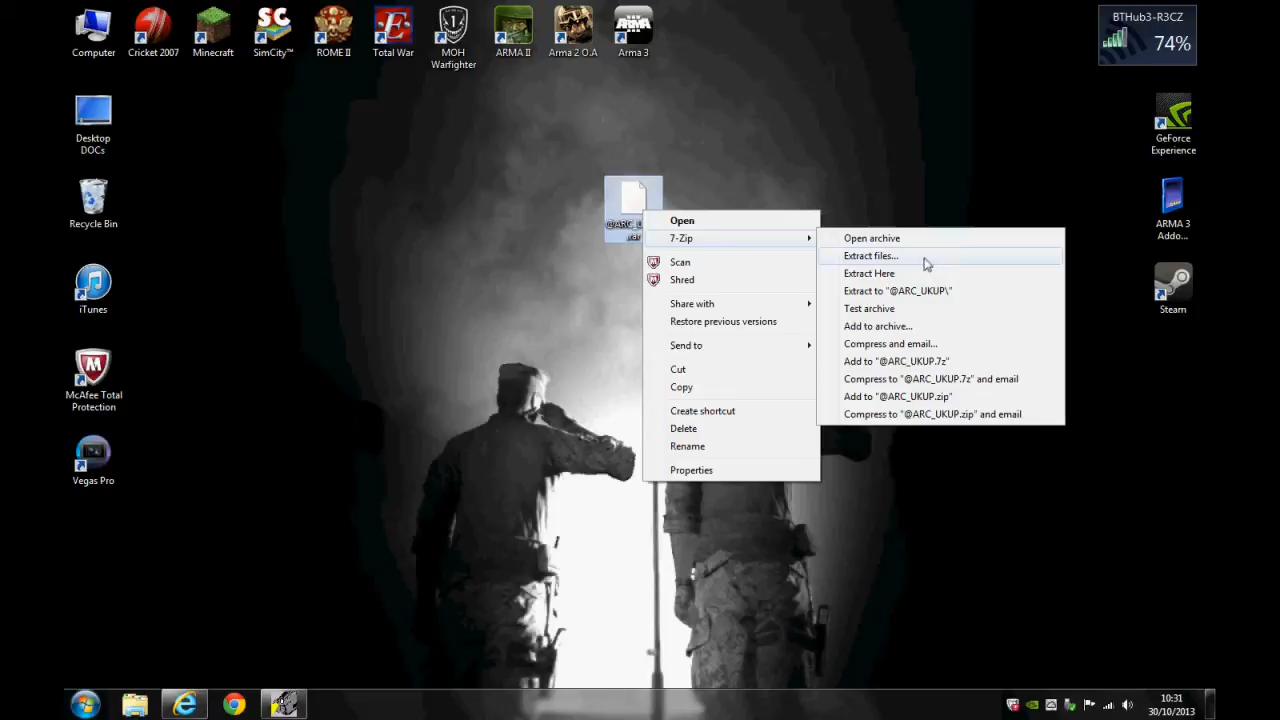 Computer
Cricket 2007
Minecraft
SimCity™
ROME II
Total War
MOH
Warfighter
ARMA II
Arma 2 O.A
Arma 3
BTHub3-R3CZ
74%
Desktop
DOCs
GeForce
Experience
Recycle Bin
ARMA 3
Addo...
iTunes
Steam
McAfee Total
Protection
Vegas Pro
@ARC_U
.rar
Open
7-Zip
Scan
Shred
Share with
Restore previous versions
Send to
Cut
Copy
Create shortcut
Delete
Rename
Properties
Open archive
Extract files...
Extract Here
Extract to "@ARC_UKUP\"
Test archive
Add to archive...
Compress and email...
Add to "@ARC_UKUP.7z"
Compress to "@ARC_UKUP.7z" and email
Add to "@ARC_UKUP.zip"
Compress to "@ARC_UKUP.zip" and email
10:31
30/10/2013